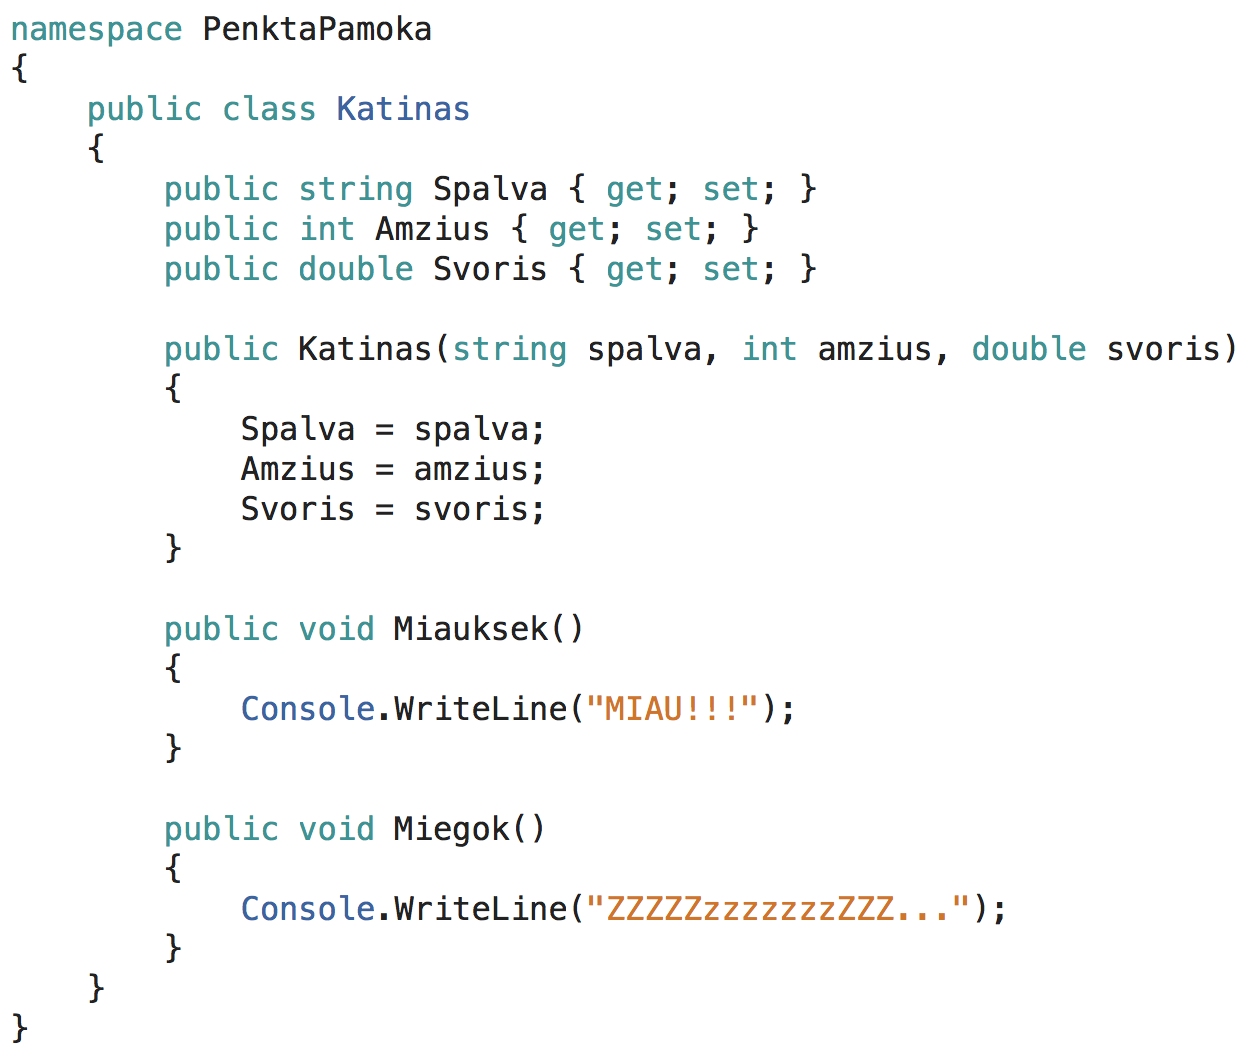 namespace PenktaPamoka
{
    public class Katinas
    {
        public string Spalva { get; set; }
        public int Amzius { get; set; }
        public double Svoris { get; set; }

        public Katinas(string spalva, int amzius, double svoris)
        {
            Spalva = spalva;
            Amzius = amzius;
            Svoris = svoris;
        }

        public void Miauksek()
        {
            Console.WriteLine("MIAU!!!");
        }

        public void Miegok()
        {
            Console.WriteLine("ZZZZZzzzzzzzZZZ...");
        }
    }
}